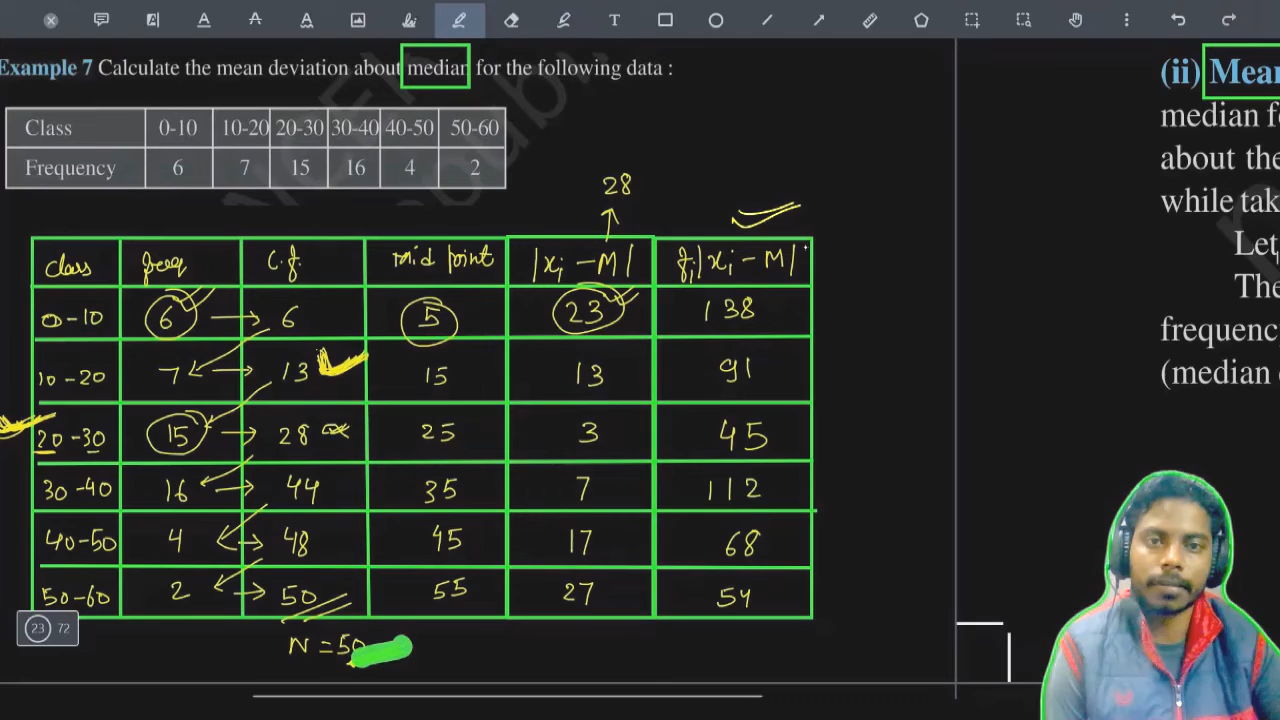 Example 7 Calculate the mean deviation about median for the following data :
Class 0-10 10-20 20-30 30-40 40-50 50-60
Frequency 6 7 15 16 4 2
28
class freq c.f. mid point |xi - M| fi|xi - M|
0-10 6 6 5 23 138
10-20 7 13 15 13 91
20-30 15 28 25 3 45
30-40 16 44 35 7 112
40-50 4 48 45 17 68
50-60 2 50 55 27 54
N = 50
23 72
(ii) Mean
median fo
about the
while tak
Let
The
frequenc
(median o